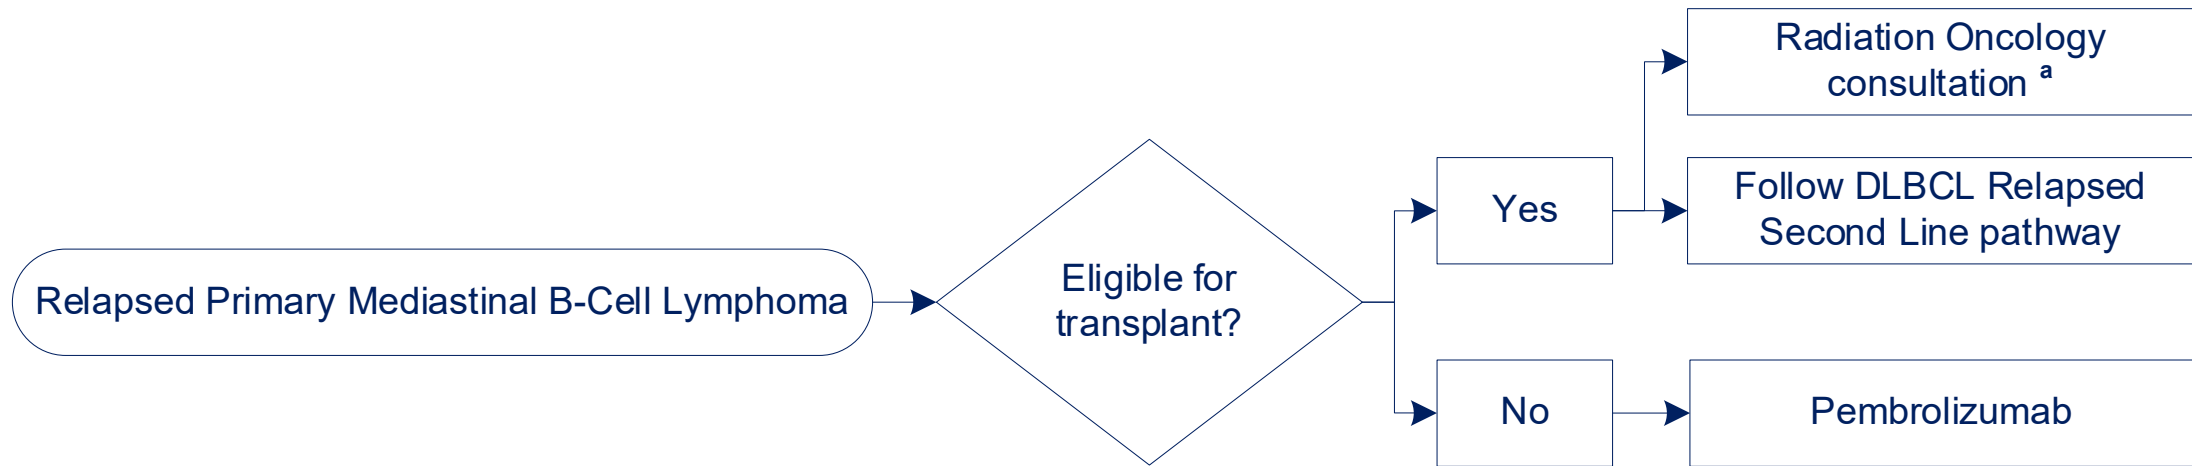 Relapsed Primary Mediastinal B-Cell Lymphoma
Eligible for
transplant?
Yes
Radiation Oncology
consultation a
Follow DLBCL Relapsed
Second Line pathway
No
Pembrolizumab